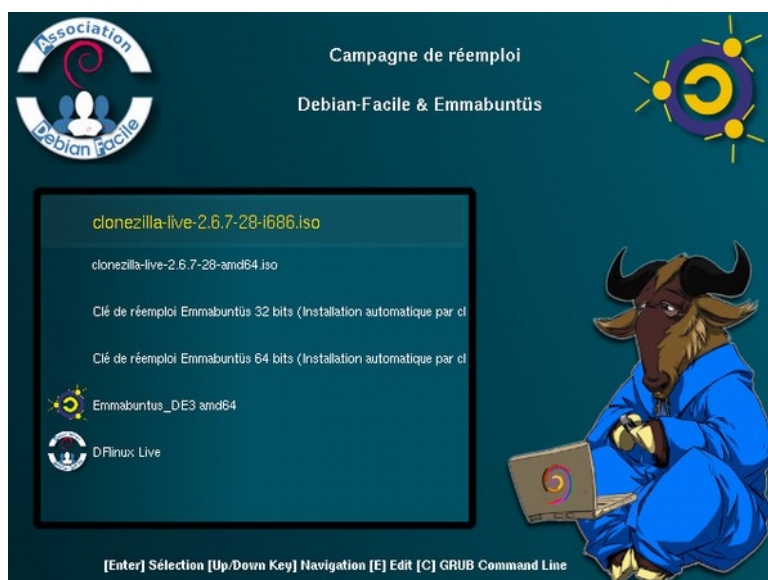 Association
Debian Facile
Campagne de réemploi
Debian-Facile & Emmabuntüs
clonezilla-live-2.6.7-28-i686.iso
clonezilla-live-2.6.7-28-amd64.iso
Clé de réemploi Emmabuntüs 32 bits (Installation automatique par cl
Clé de réemploi Emmabuntüs 64 bits (Installation automatique par cl
Emmabuntus_DE3 amd64
DFlinux Live
[Enter] Sélection [Up/Down Key] Navigation [E] Edit [C] GRUB Command Line